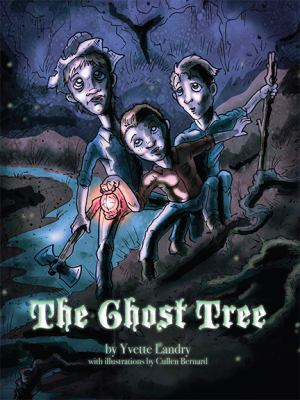 The Ghost Tree
by Yvette Landry
with illustrations by Cullen Bernard